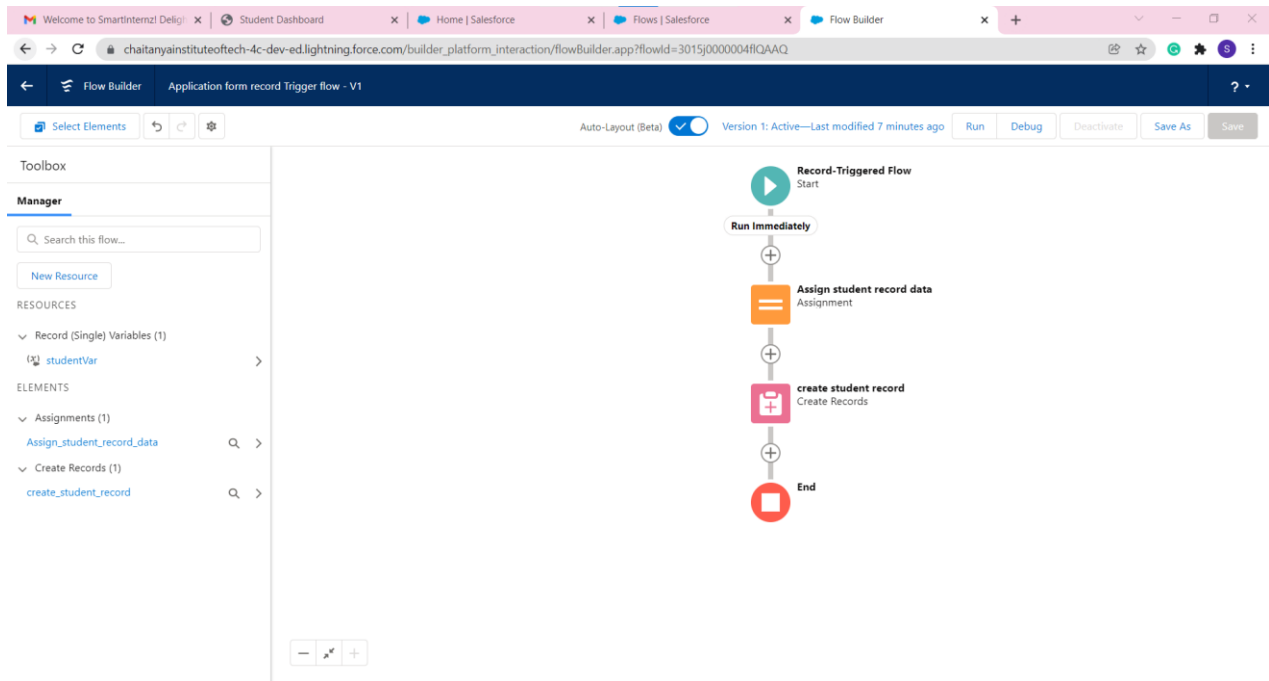 Welcome to SmartInternz! Deligh
Student Dashboard
Home | Salesforce
Flows | Salesforce
Flow Builder
chaitanyainstituteoftech-4c-dev-ed.lightning.force.com/builder_platform_interaction/flowBuilder.app?flowId=3015j0000004flQAAQ
S
Flow Builder
Application form record Trigger flow - V1
?
Select Elements
Auto-Layout (Beta)
Version 1: Active—Last modified 7 minutes ago
Run
Debug
Deactivate
Save As
Save
Toolbox
Manager
Search this flow...
New Resource
RESOURCES
Record (Single) Variables (1)
studentVar
ELEMENTS
Assignments (1)
Assign_student_record_data
Create Records (1)
create_student_record
Record-Triggered Flow
Start
Run Immediately
Assign student record data
Assignment
create student record
Create Records
End